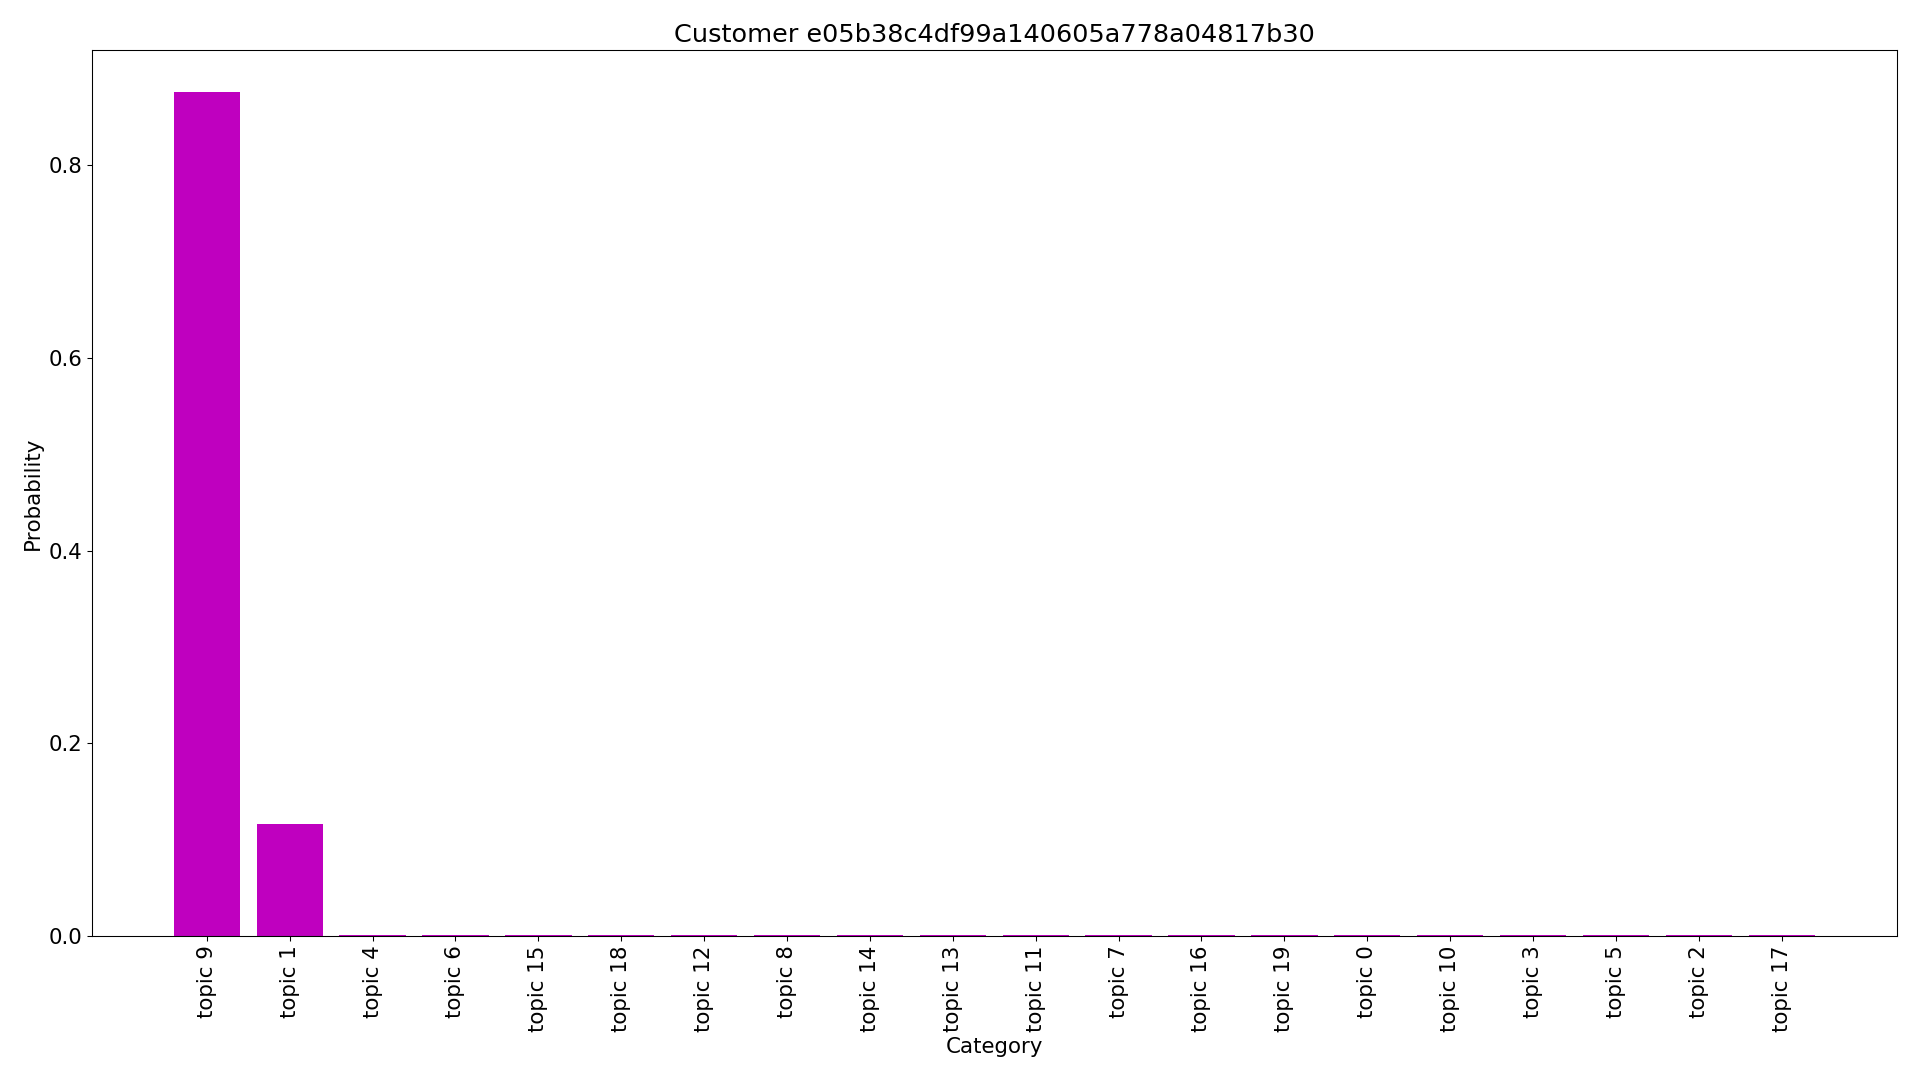 Customer e05b38c4df99a140605a778a04817b30
Probability
0.8
0.6
0.4
0.2
0.0
topic 9
topic 1
topic 4
topic 6
topic 15
topic 18
topic 12
topic 8
topic 14
topic 13
topic 11
topic 7
topic 16
topic 19
topic 0
topic 10
topic 3
topic 5
topic 2
topic 17
Category